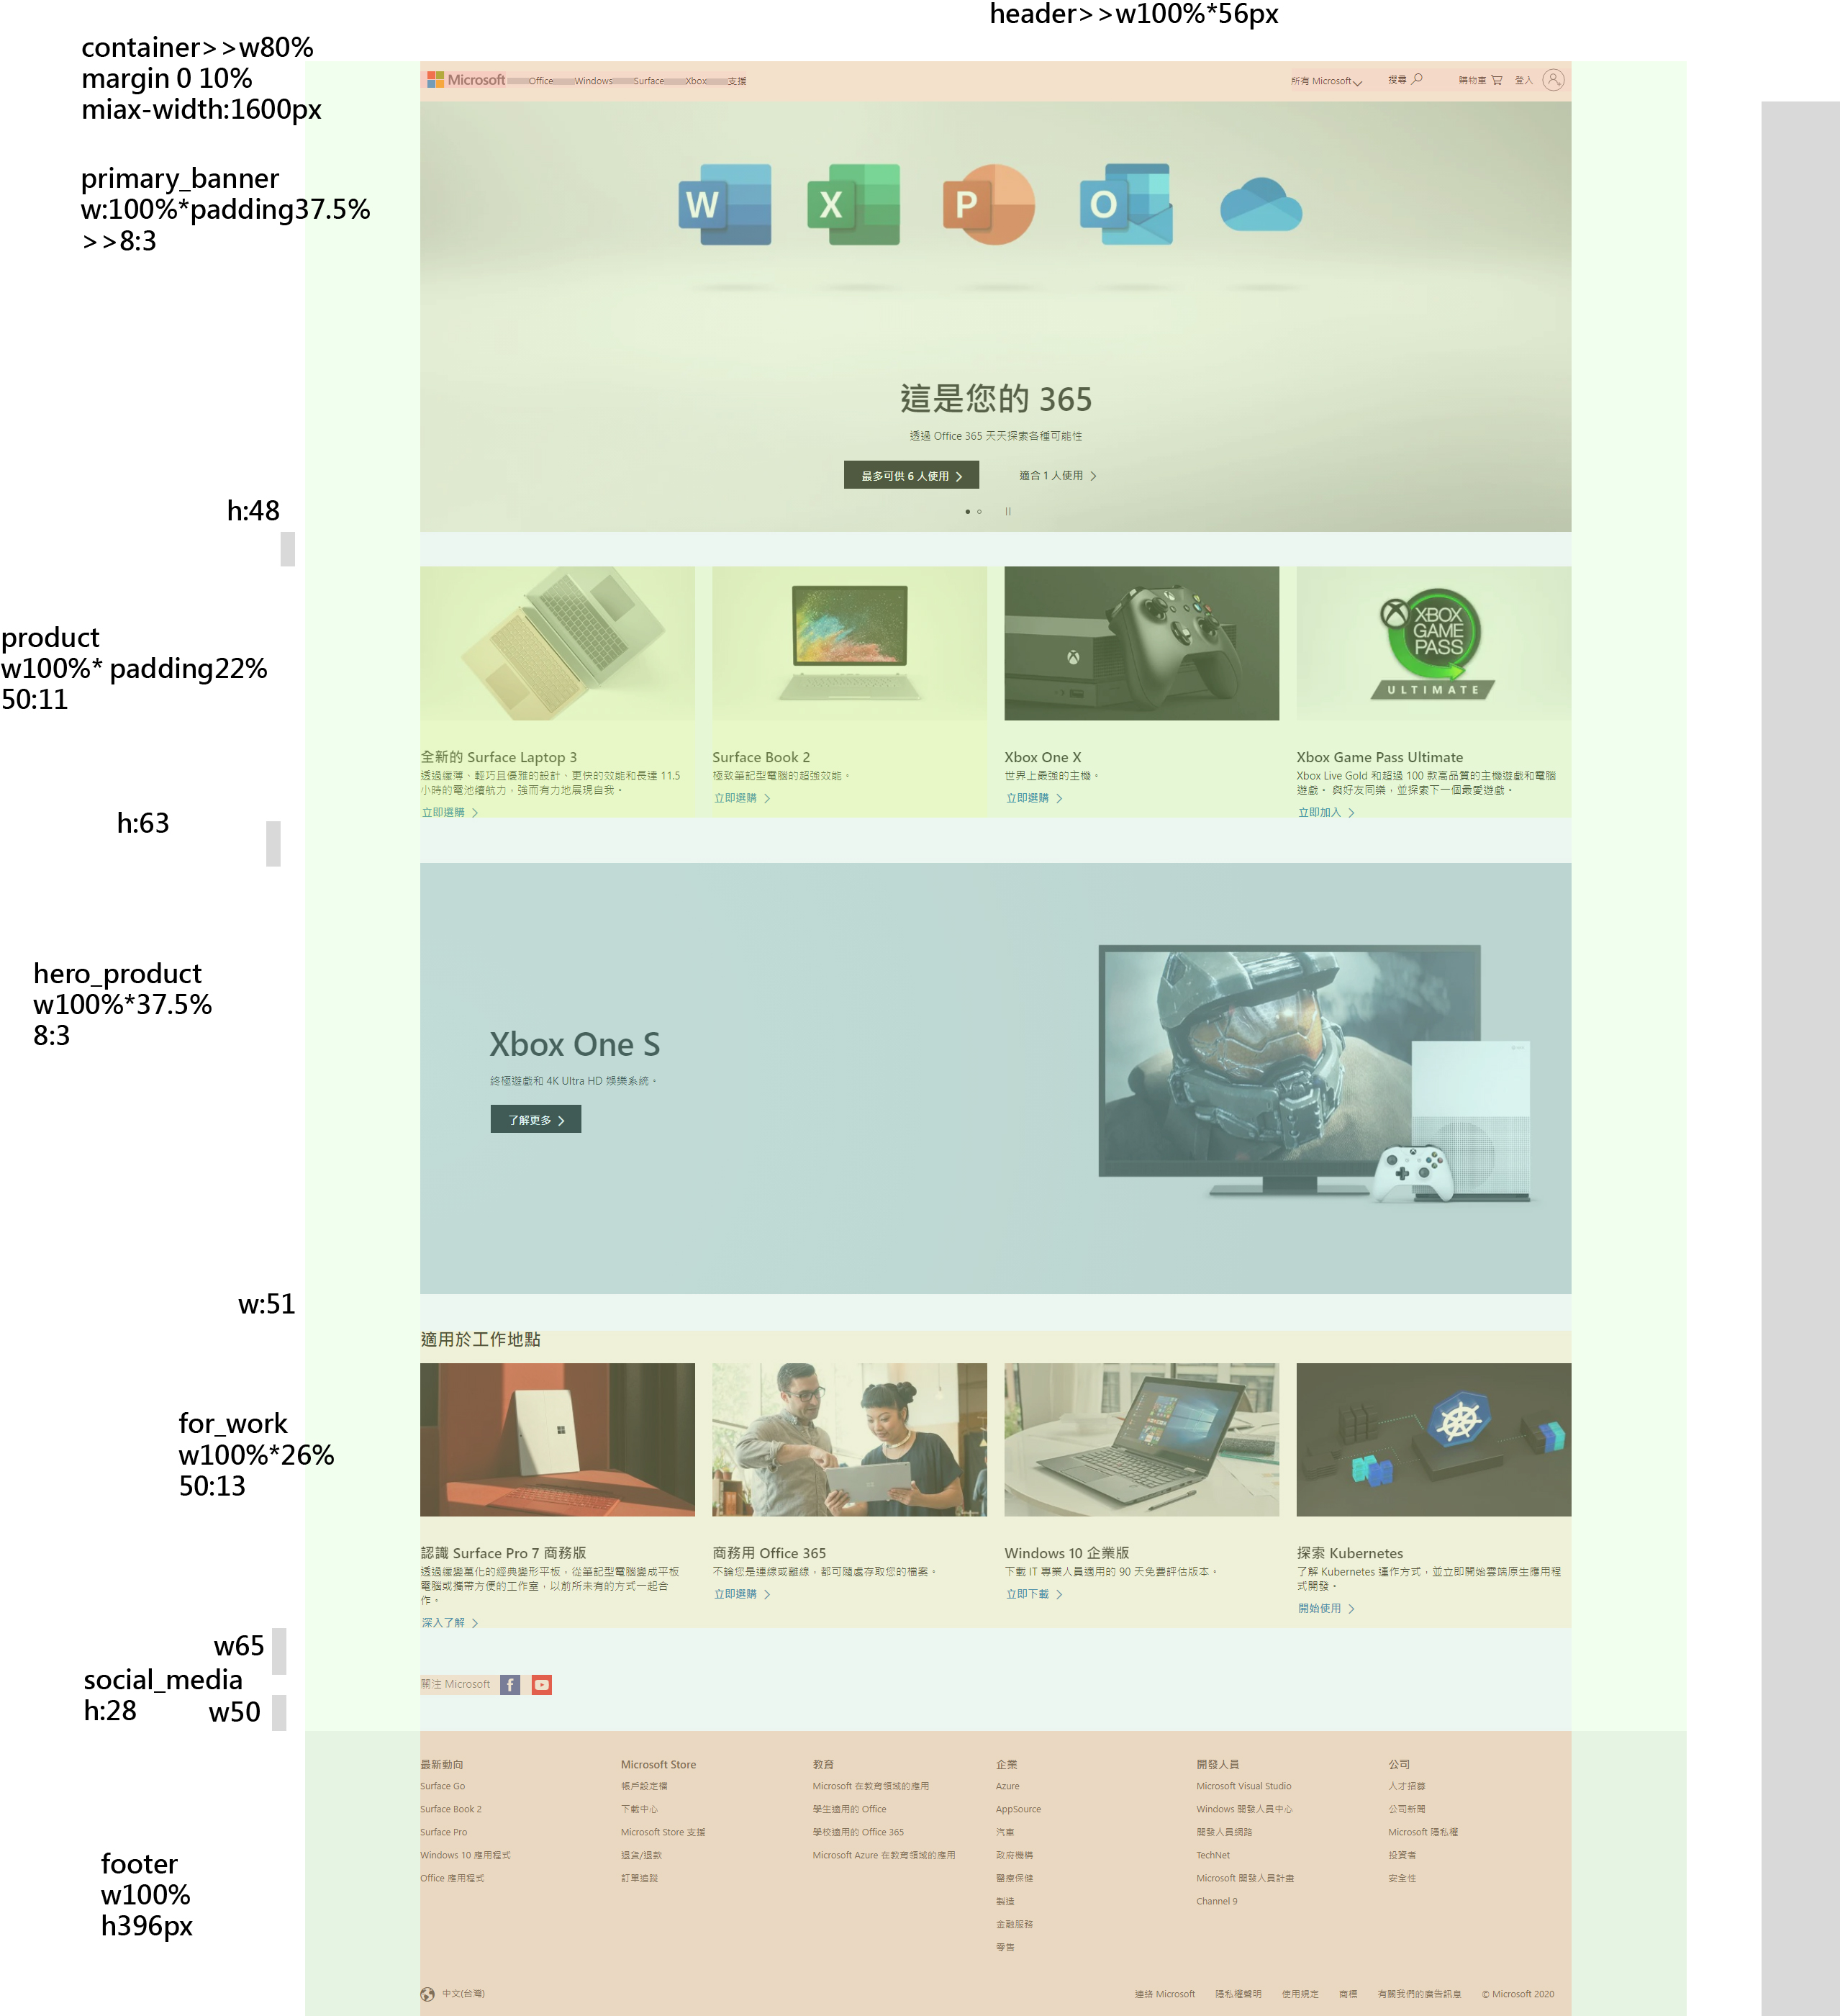 header>>w100%*56px
container>>w80%
margin 0 10%
miax-width:1600px
Microsoft Office Windows Surface Xbox 支援 所有 Microsoft 搜尋 購物車 登入
primary_banner
w:100%*padding37.5%
>>8:3
W X P O
這是您的 365
透過 Office 365 天天探索各種可能性
最多可供 6 人使用 適合 1 人使用
h:48
product
w100%* padding22%
50:11
XBOX
GAME
PASS
ULTIMATE
全新的 Surface Laptop 3
透過纖薄、輕巧且優雅的設計、更快的效能和長達 11.5
小時的電池續航力,強而有力地展現自我。
立即選購
Surface Book 2
極致筆記型電腦的超強效能。
立即選購
Xbox One X
世界上最強的主機。
立即選購
Xbox Game Pass Ultimate
Xbox Live Gold 和超過 100 款高品質的主機遊戲和電腦
遊戲。 與好友同樂,並探索下一個最愛遊戲。
立即加入
h:63
hero_product
w100%*37.5%
8:3
Xbox One S
終極遊戲和 4K Ultra HD 娛樂系統。
了解更多
w:51
適用於工作地點
for_work
w100%*26%
50:13
認識 Surface Pro 7 商務版
透過纖變萬化的經典變形平板,從筆記型電腦變成平板
電腦或攜帶方便的工作室,以前所未有的方式一起合
作。
深入了解
商務用 Office 365
不論您是連線或離線,都可隨處存取您的檔案。
立即選購
Windows 10 企業版
下載 IT 專業人員適用的 90 天免費評估版本。
立即下載
探索 Kubernetes
了解 Kubernetes 運作方式,並立即開始雲端原生應用程
式開發。
開始使用
w65
social_media
h:28
w50
關注 Microsoft
footer
w100%
h396px
最新動向
Surface Go
Surface Book 2
Surface Pro
Windows 10 應用程式
Office 應用程式
Microsoft Store
帳戶設定檔
下載中心
Microsoft Store 支援
退貨/退款
訂單追蹤
教育
Microsoft 在教育領域的應用
學生適用的 Office
學校適用的 Office 365
Microsoft Azure 在教育領域的應用
企業
Azure
AppSource
汽車
政府機構
醫療保健
製造
金融服務
零售
開發人員
Microsoft Visual Studio
Windows 開發人員中心
開發人員網路
TechNet
Microsoft 開發人員計畫
Channel 9
公司
人才招募
公司新聞
Microsoft 隱私權
投資者
安全性
中文(台灣)
連絡 Microsoft 隱私權聲明 使用規定 商標 有關我們的廣告訊息 © Microsoft 2020